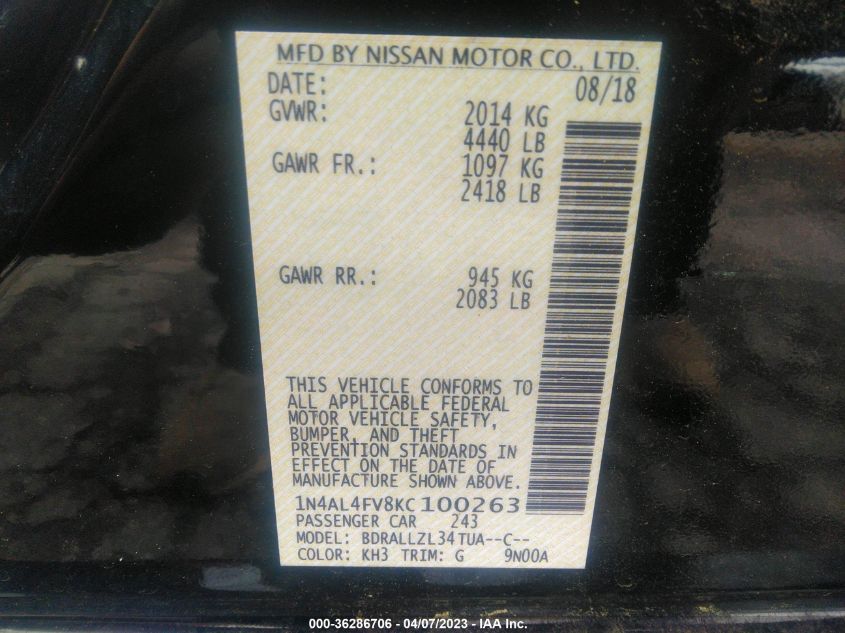 MFD BY NISSAN MOTOR CO., LTD.
DATE: 08/18
GVWR: 2014 KG
4440 LB
GAWR FR.: 1097 KG
2418 LB
GAWR RR.: 945 KG
2083 LB
THIS VEHICLE CONFORMS TO
ALL APPLICABLE FEDERAL
MOTOR VEHICLE SAFETY,
BUMPER, AND THEFT
PREVENTION STANDARDS IN
EFFECT ON THE DATE OF
MANUFACTURE SHOWN ABOVE.
1N4AL4FV8KC100263
PASSENGER CAR 243
MODEL: BDRALLZL34TUA--C--
COLOR: KH3 TRIM: G 9N00A
000-36286706 - 04/07/2023 - IAA Inc.